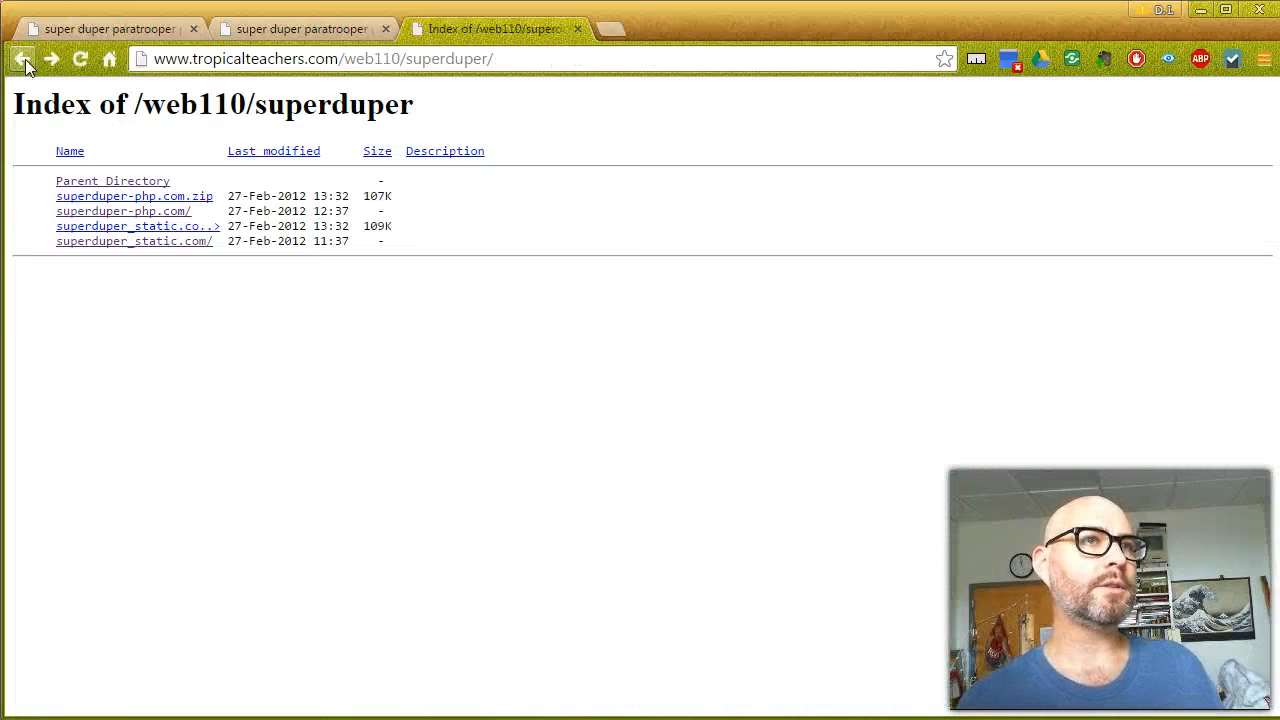 super duper paratrooper
super duper paratrooper
Index of /web110/superd
D.L
www.tropicalteachers.com/web110/superduper/
ABP
Index of /web110/superduper
Name Last modified Size Description
Parent Directory -
superduper-php.com.zip 27-Feb-2012 13:32 107K
superduper-php.com/ 27-Feb-2012 12:37 -
superduper_static.co..> 27-Feb-2012 13:32 109K
superduper_static.com/ 27-Feb-2012 11:37 -